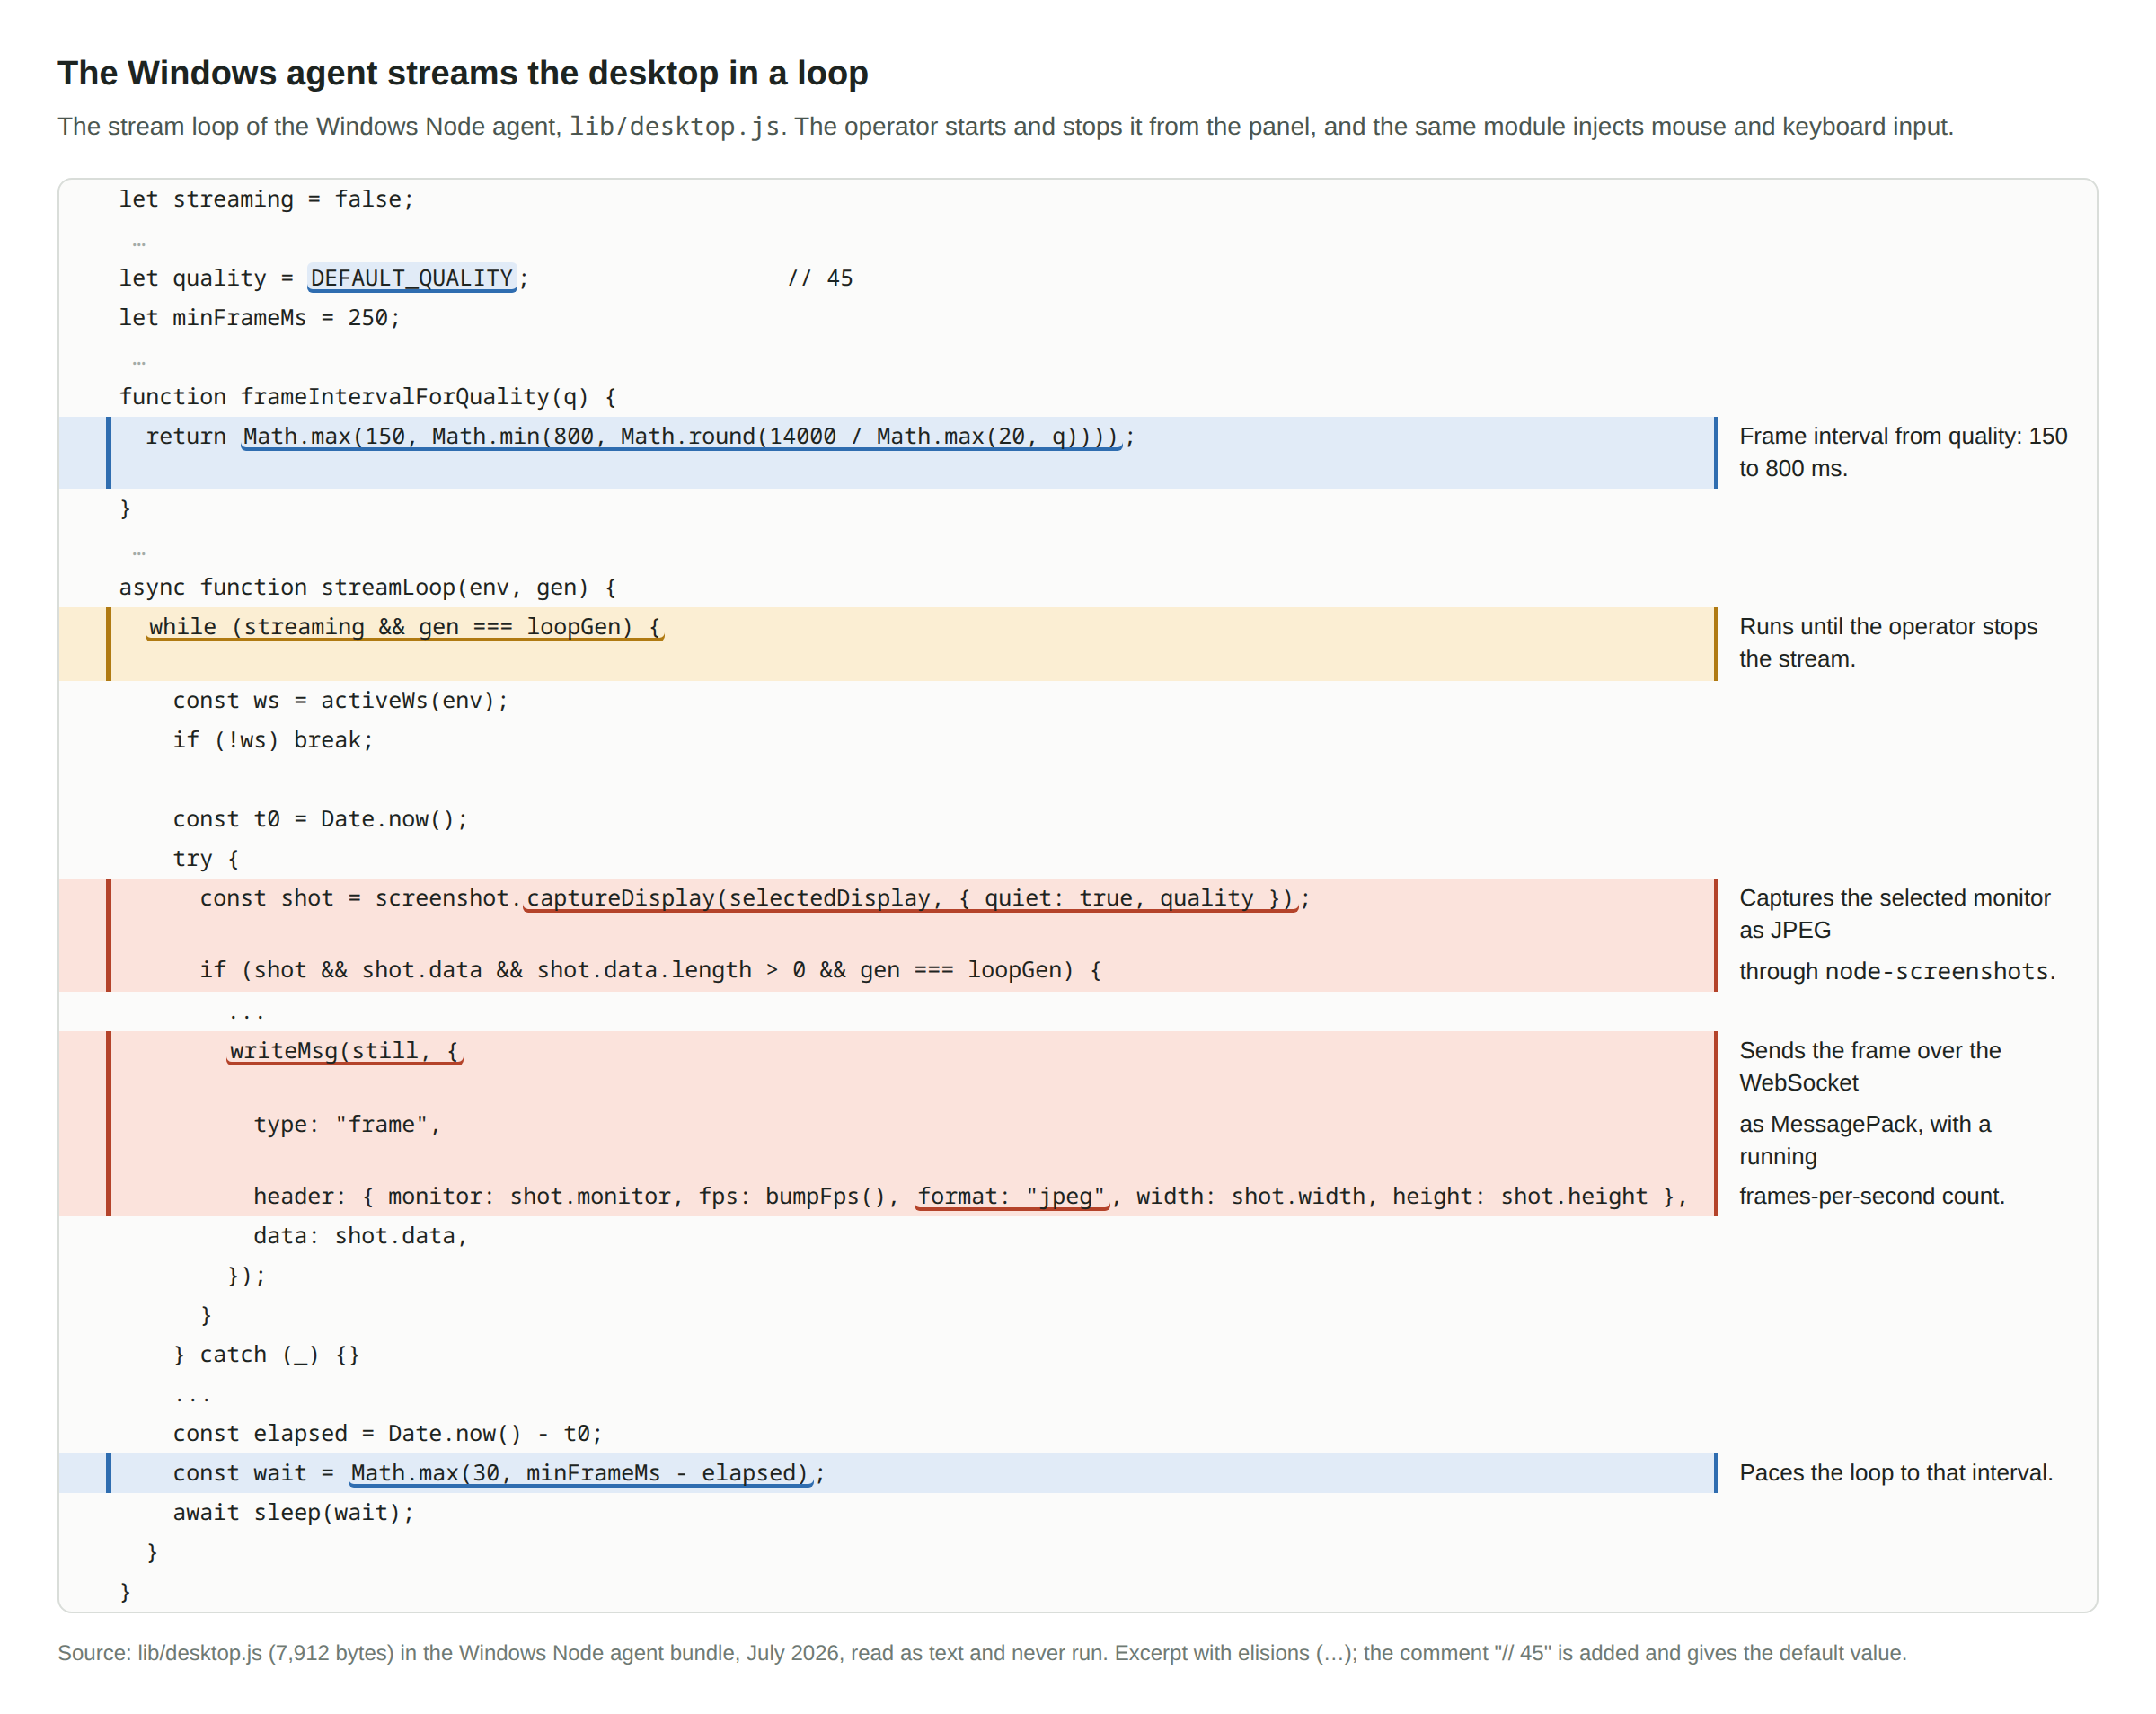 The Windows agent streams the desktop in a loop
The stream loop of the Windows Node agent, lib/desktop.js. The operator starts and stops it from the panel, and the same module injects mouse and keyboard input.
let streaming = false;
…
let quality = DEFAULT_QUALITY;                   // 45
let minFrameMs = 250;
…
function frameIntervalForQuality(q) {
  return Math.max(150, Math.min(800, Math.round(14000 / Math.max(20, q))));
Frame interval from quality: 150
to 800 ms.
}
…
async function streamLoop(env, gen) {
  while (streaming && gen === loopGen) {
Runs until the operator stops
the stream.
    const ws = activeWs(env);
    if (!ws) break;
    const t0 = Date.now();
    try {
      const shot = screenshot.captureDisplay(selectedDisplay, { quiet: true, quality });
Captures the selected monitor
as JPEG
      if (shot && shot.data && shot.data.length > 0 && gen === loopGen) {
through node-screenshots.
        ...
        writeMsg(still, {
Sends the frame over the
WebSocket
          type: "frame",
as MessagePack, with a
running
          header: { monitor: shot.monitor, fps: bumpFps(), format: "jpeg", width: shot.width, height: shot.height },
frames-per-second count.
          data: shot.data,
        });
      }
    } catch (_) {}
    ...
    const elapsed = Date.now() - t0;
    const wait = Math.max(30, minFrameMs - elapsed);
Paces the loop to that interval.
    await sleep(wait);
  }
}
Source: lib/desktop.js (7,912 bytes) in the Windows Node agent bundle, July 2026, read as text and never run. Excerpt with elisions (…); the comment "// 45" is added and gives the default value.